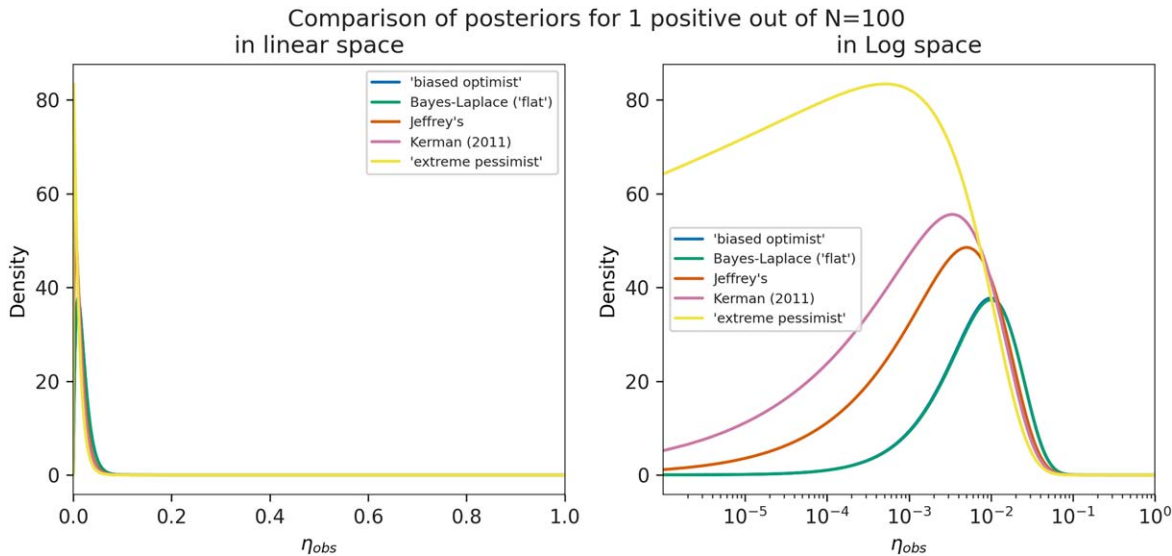 Comparison of posteriors for 1 positive out of N=100
in linear space
in Log space
80
60
40
20
0
Density
0.0 0.2 0.4 0.6 0.8 1.0
η_obs
'biased optimist'
Bayes-Laplace ('flat')
Jeffrey's
Kerman (2011)
'extreme pessimist'
80
60
40
20
0
Density
10⁻⁵ 10⁻⁴ 10⁻³ 10⁻² 10⁻¹ 10⁰
η_obs
'biased optimist'
Bayes-Laplace ('flat')
Jeffrey's
Kerman (2011)
'extreme pessimist'